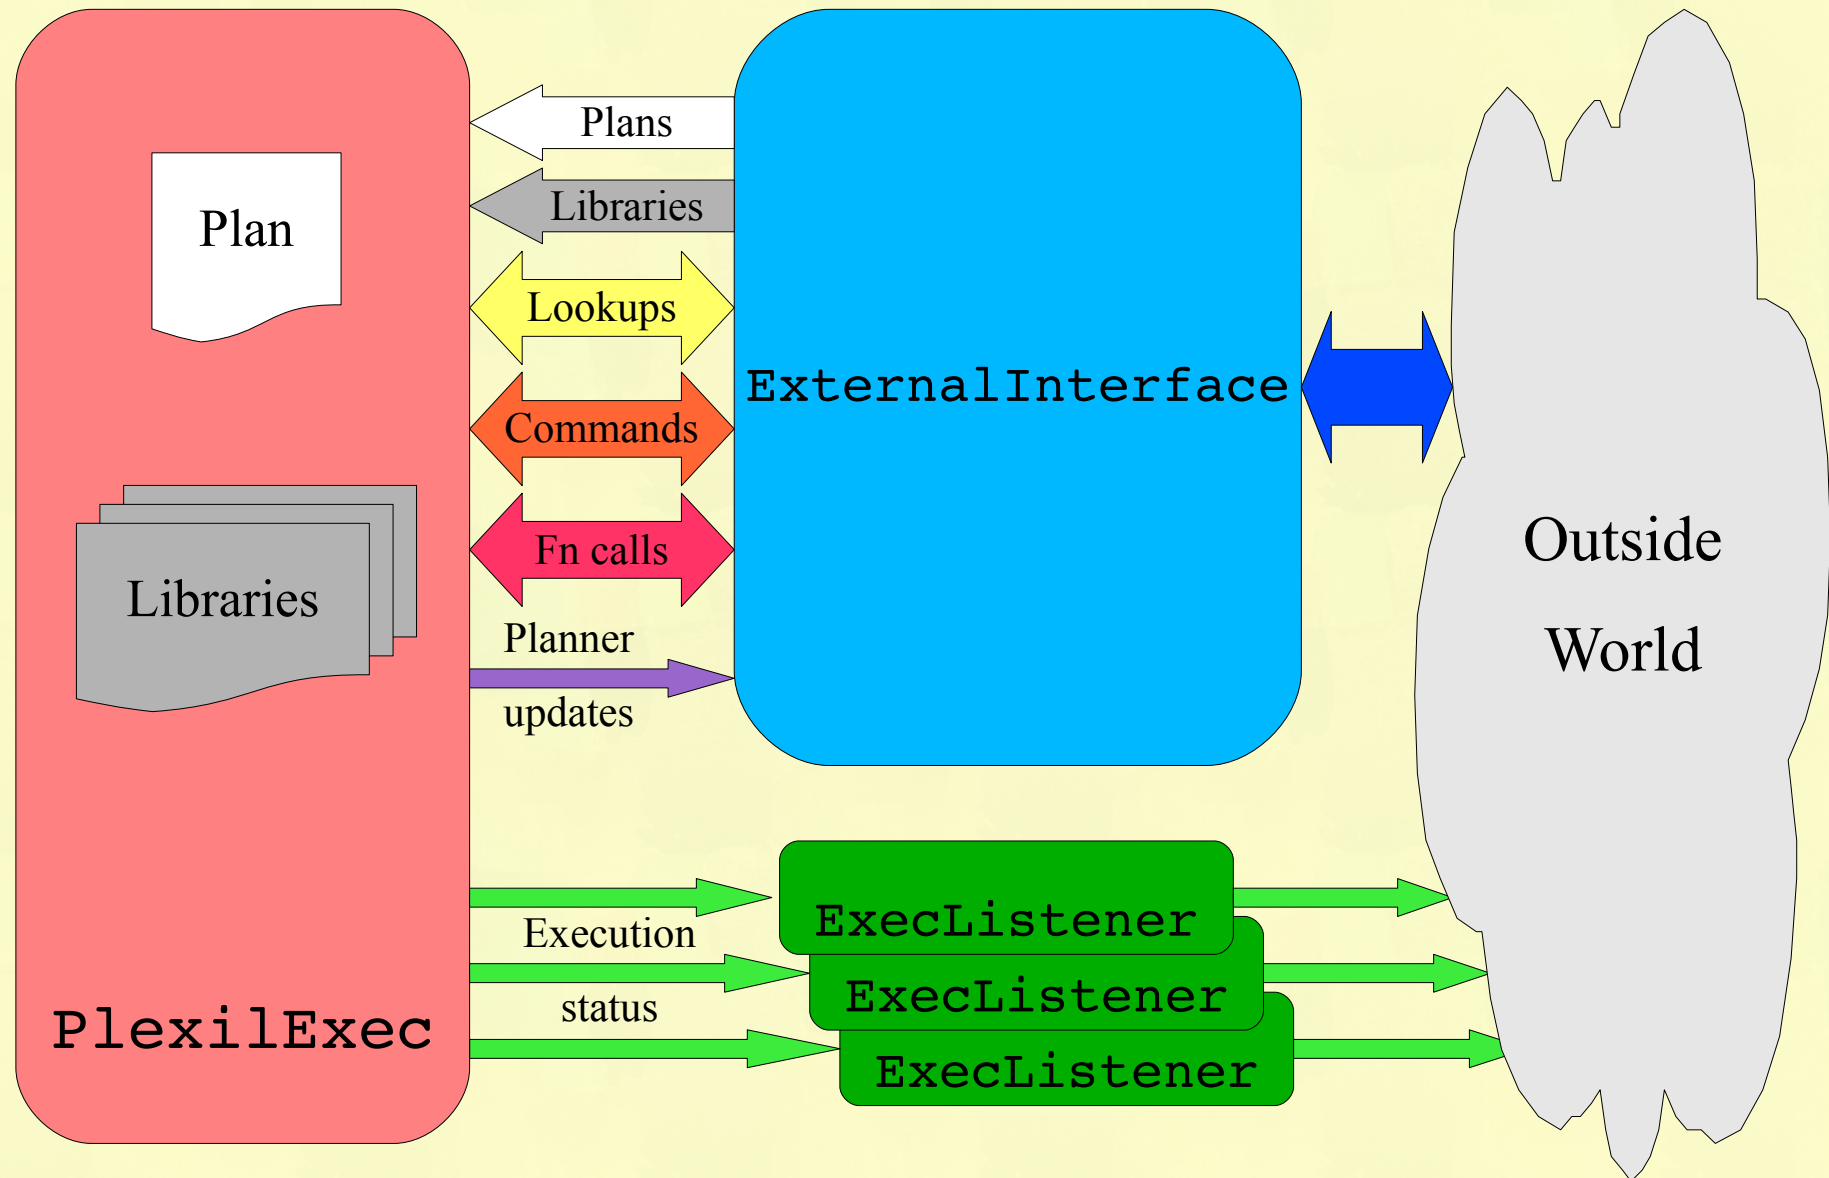 Plan
Libraries
PlexilExec
Plans
Libraries
Lookups
Commands
Fn calls
Planner
updates
ExternalInterface
Execution
status
ExecListener
ExecListener
ExecListener
Outside
World